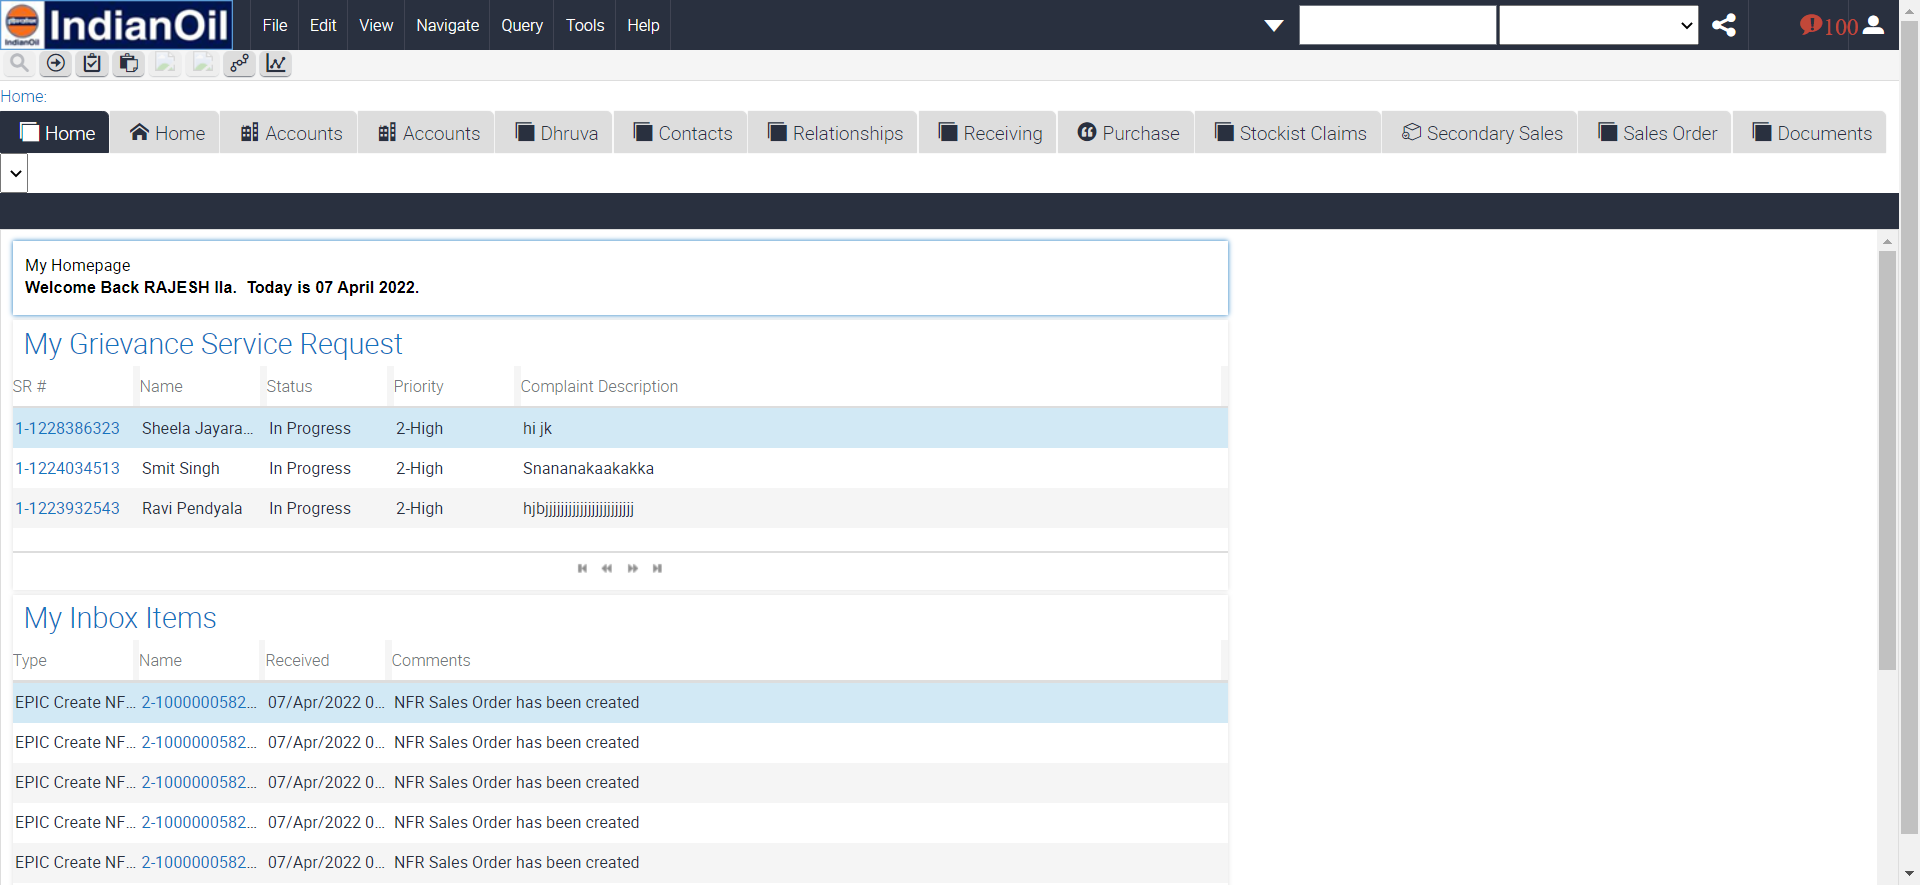 IndianOil
File Edit View Navigate Query Tools Help
100
Home:
Home Home Accounts Accounts Dhruva Contacts Relationships Receiving Purchase Stockist Claims Secondary Sales Sales Order Documents
My Homepage
Welcome Back RAJESH lla. Today is 07 April 2022.
My Grievance Service Request
SR # Name Status Priority Complaint Description
1-1228386323 Sheela Jayara... In Progress 2-High hi jk
1-1224034513 Smit Singh In Progress 2-High Snananakaakakka
1-1223932543 Ravi Pendyala In Progress 2-High
My Inbox Items
Type Name Received Comments
EPIC Create NF... 2-1000000582... 07/Apr/2022 0... NFR Sales Order has been created
EPIC Create NF... 2-1000000582... 07/Apr/2022 0... NFR Sales Order has been created
EPIC Create NF... 2-1000000582... 07/Apr/2022 0... NFR Sales Order has been created
EPIC Create NF... 2-1000000582... 07/Apr/2022 0... NFR Sales Order has been created
EPIC Create NF... 2-1000000582... 07/Apr/2022 0... NFR Sales Order has been created